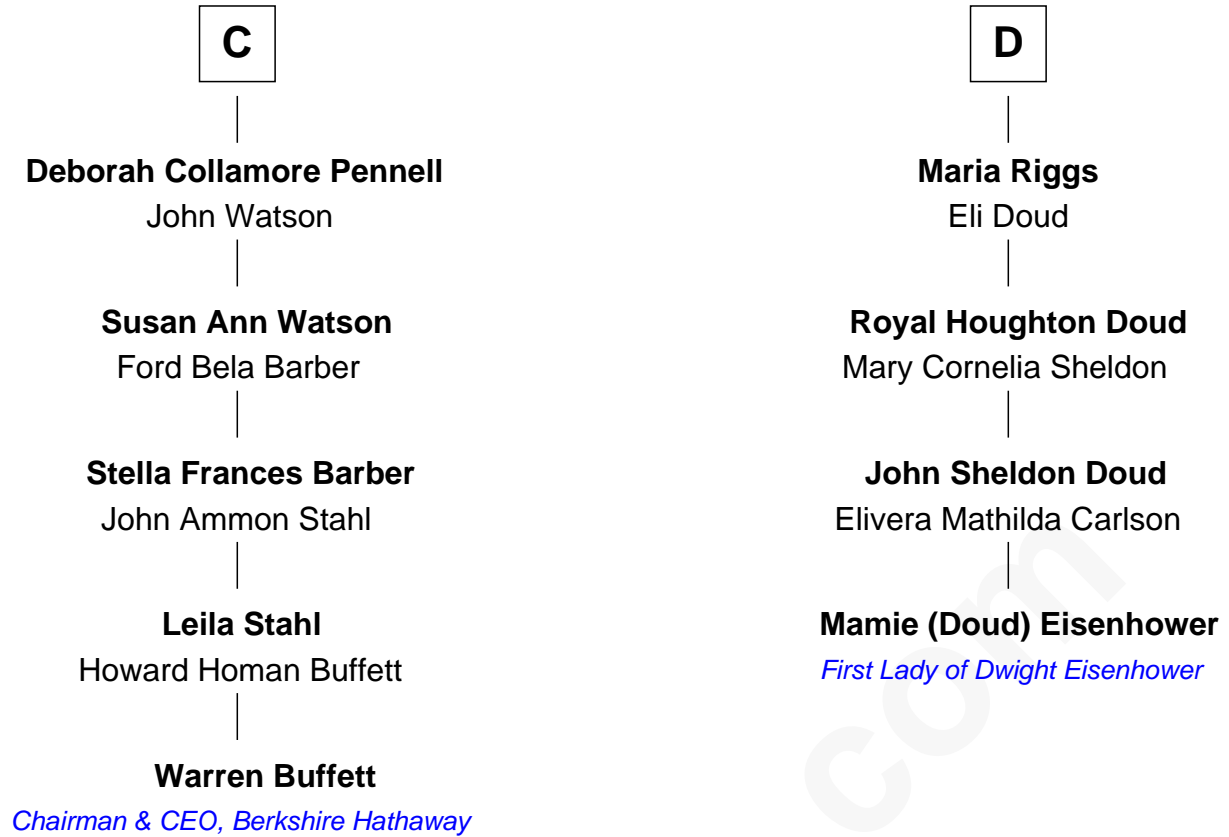 C
Deborah Collamore Pennell
John Watson
Susan Ann Watson
Ford Bela Barber
Stella Frances Barber
John Ammon Stahl
Leila Stahl
Howard Homan Buffett
Warren Buffett
Chairman & CEO, Berkshire Hathaway
D
Maria Riggs
Eli Doud
Royal Houghton Doud
Mary Cornelia Sheldon
John Sheldon Doud
Elivera Mathilda Carlson
Mamie (Doud) Eisenhower
First Lady of Dwight Eisenhower
com